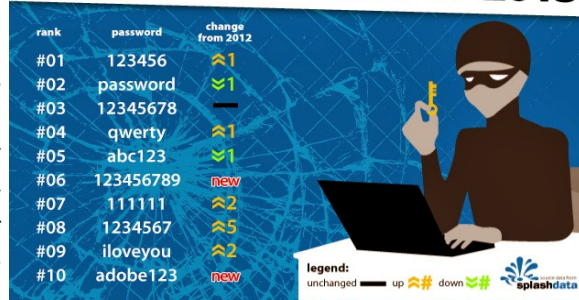 rank password change from 2012
#01 123456 1
#02 password 1
#03 12345678
#04 qwerty 1
#05 abc123 1
#06 123456789 new
#07 111111 2
#08 1234567 5
#09 iloveyou 2
#10 adobe123 new
legend:
unchanged up # down #
source data from
splashdata